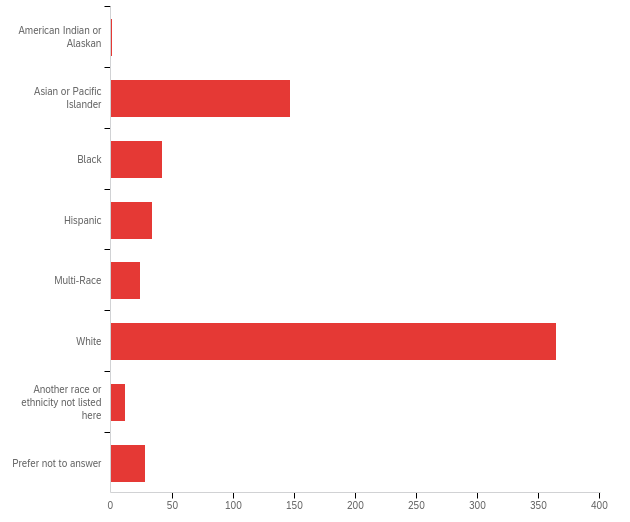 American Indian or
Alaskan
Asian or Pacific
Islander
Black
Hispanic
Multi-Race
White
Another race or
ethnicity not listed
here
Prefer not to answer
0 50 100 150 200 250 300 350 400